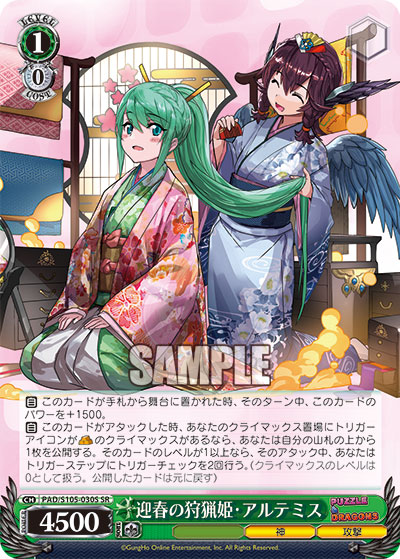 LEVEL
1
0
COST
SAMPLE
自 このカードが手札から舞台に置かれた時、そのターン中、このカードの
パワーを＋1500。
自 このカードがアタックした時、あなたのクライマックス置場にトリガー
アイコンがのクライマックスがあるなら、あなたは自分の山札の上から
1枚を公開する。そのカードのレベルが1以上なら、そのアタック中、あなたは
トリガーステップにトリガーチェックを2回行う。（クライマックスのレベルは
0として扱う。公開したカードは元に戻す）
CH PAD/S105-030S SR
4500
迎春の狩猟姫・アルテミス
PUZZLE & DRAGONS
神 攻撃
©GungHo Online Entertainment, Inc. All Rights Reserved.